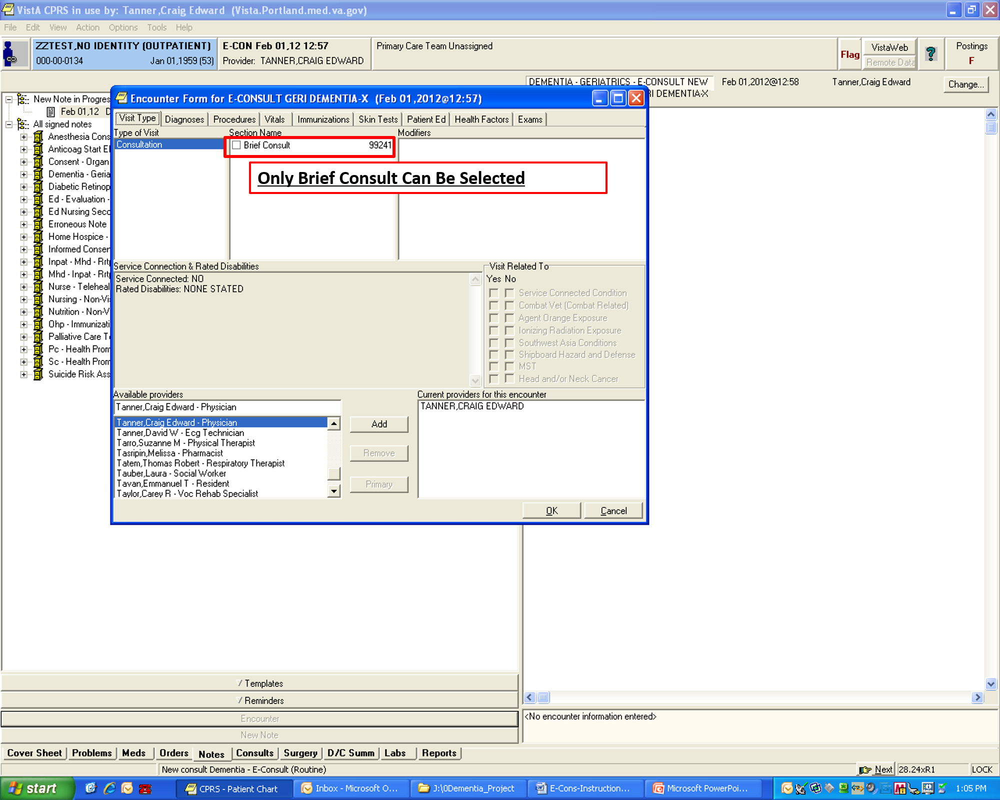 VistA CPRS in use by: Tanner,Craig Edward (Vista.Portland.med.va.gov)
File Edit View Action Options Tools Help
ZZTEST,NO IDENTITY (OUTPATIENT)
000-00-0134 Jan 01,1959 (53)
E-CON Feb 01,12 12:57
Provider: TANNER,CRAIG EDWARD
Primary Care Team Unassigned
Flag
VistaWeb
Remote Data
?
Postings
F
DEMENTIA - GERIATRICS - E-CONSULT NEW Feb 01,2012@12:58 Tanner,Craig Edward Change...
RI DEMENTIA-X
New Note in Progres
Feb 01,12 D
All signed notes
Anesthesia Cons
Anticoag Start El
Consent - Organ
Dementia - Geria
Diabetic Retinop
Ed - Evaluation -
Ed Nursing Seco
Erroneous Note
Home Hospice -
Informed Conser
Inpat - Mhd - Rrtp
Mhd - Inpat - Rrt
Nurse - Teleheal
Nursing - Non-Vi
Nutrition - Non-V
Ohp - Immunizati
Palliative Care T
Pc - Health Prom
Sc - Health Prom
Suicide Risk Ass
Encounter Form for E-CONSULT GERI DEMENTIA-X (Feb 01,2012@12:57)
Visit Type Diagnoses Procedures Vitals Immunizations Skin Tests Patient Ed Health Factors Exams
Type of Visit Section Name Modifiers
Consultation Brief Consult 99241
Only Brief Consult Can Be Selected
Service Connection & Rated Disabilities
Service Connected: NO
Rated Disabilities: NONE STATED
Visit Related To
Yes No
Service Connected Condition
Combat Vet (Combat Related)
Agent Orange Exposure
Ionizing Radiation Exposure
Southwest Asia Conditions
Shipboard Hazard and Defense
MST
Head and/or Neck Cancer
Available providers
Tanner,Craig Edward - Physician
Tanner,Craig Edward - Physician
Tanner,David W - Ecg Technician
Tarro,Suzanne M - Physical Therapist
Tasripin,Melissa - Pharmacist
Tatem,Thomas Robert - Respiratory Therapist
Tauber,Laura - Social Worker
Tavan,Emmanuel T - Resident
Taylor,Carey R - Voc Rehab Specialist
Add
Remove
Primary
Current providers for this encounter
TANNER,CRAIG EDWARD
OK Cancel
Templates
Reminders
Encounter
New Note
<No encounter information entered>
Cover Sheet Problems Meds Orders Notes Consults Surgery D/C Summ Labs Reports
New consult Dementia - E-Consult (Routine) Next 28.24xR1 LOCK
start CPRS - Patient Chart Inbox - Microsoft O... J:\0Dementia_Project E-Cons-Instruction... Microsoft PowerPoi... 1:05 PM